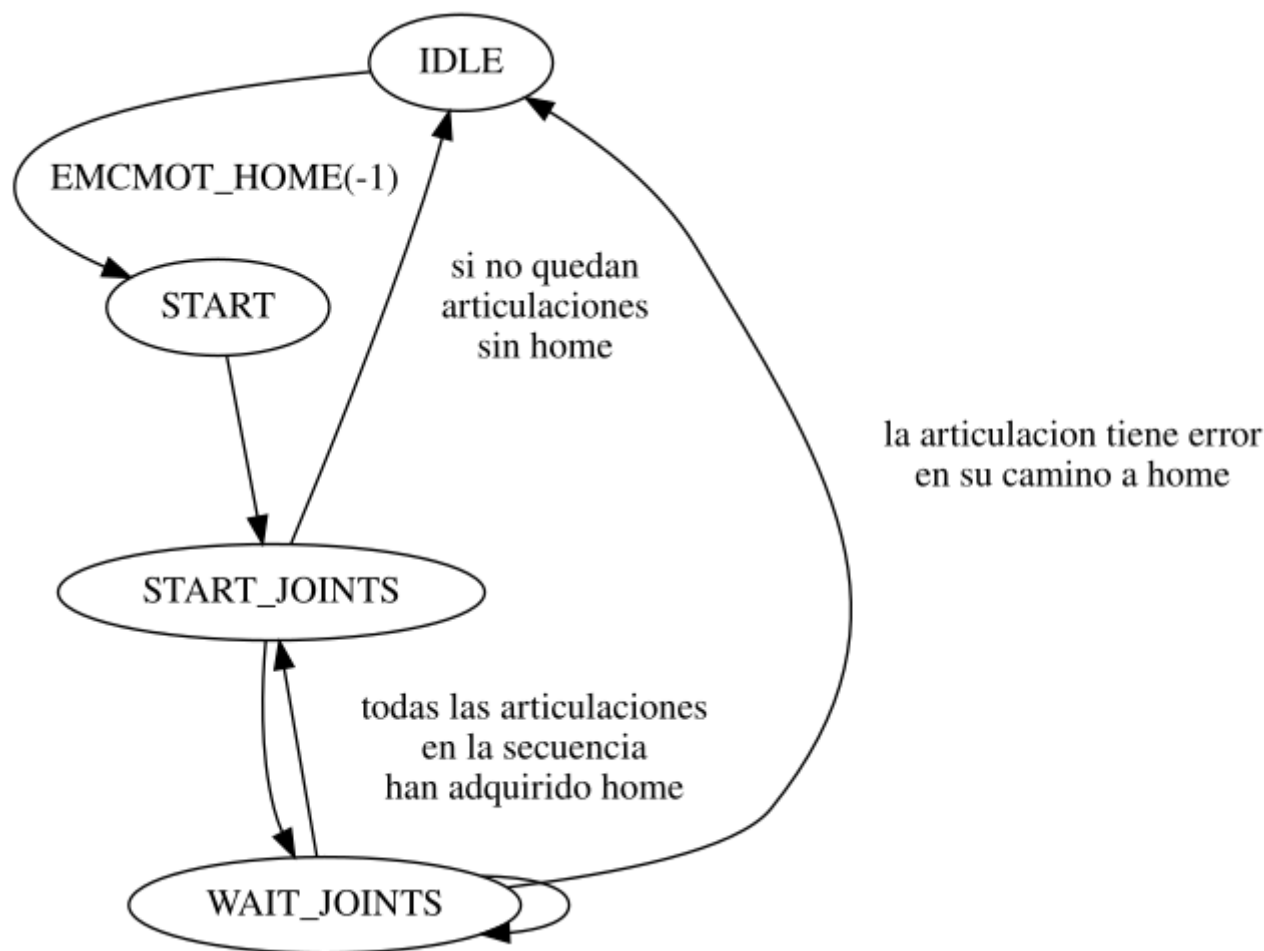 IDLE
EMCMOT_HOME(-1)
si no quedan
articulaciones
sin home
START
la articulacion tiene error
en su camino a home
START_JOINTS
todas las articulaciones
en la secuencia
han adquirido home
WAIT_JOINTS